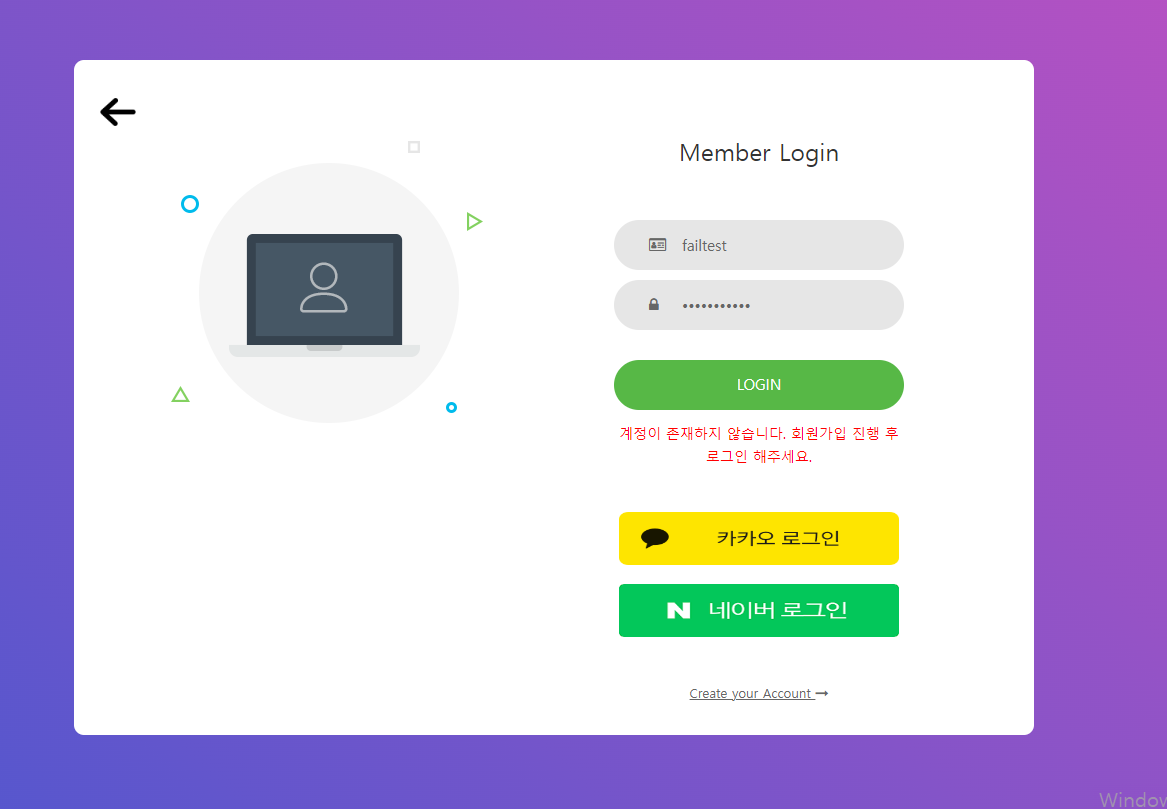 Member Login
failtest
•••••••••••
LOGIN
계정이 존재하지 않습니다. 회원가입 진행 후
로그인 해주세요.
카카오 로그인
N 네이버 로그인
Create your Account
Window